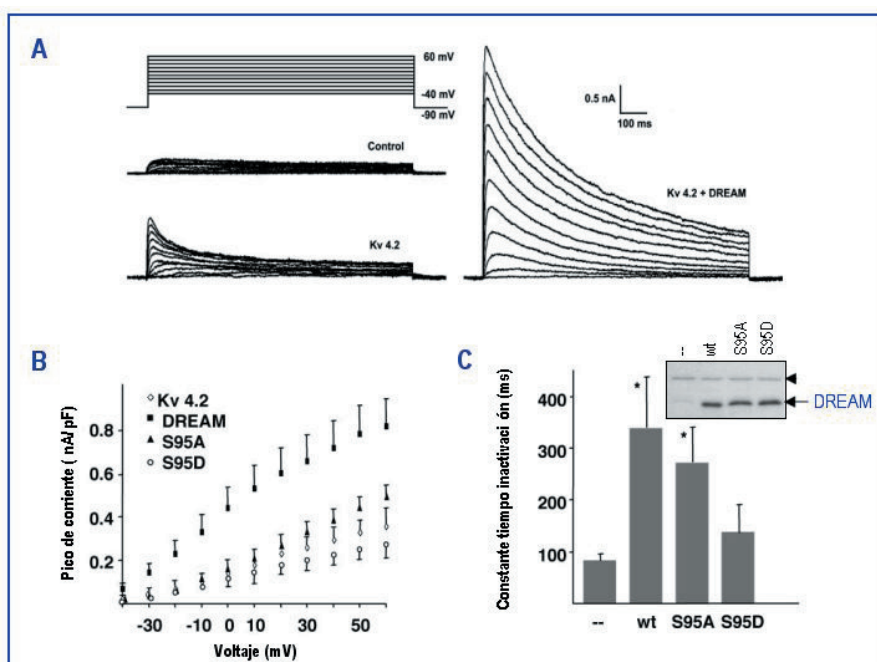 A
60 mV
-40 mV
-90 mV
Control
Kv 4.2
0.5 nA
100 ms
Kv 4.2 + DREAM
B
Kv 4.2
DREAM
S95A
S95D
Pico de corriente ( nA/pF)
0.8
0.6
0.4
0.2
-30 -10 0 10 30 50
Voltaje (mV)
C
-- wt S95A S95D
DREAM
Constante tiempo inactivación (ms)
400
300
200
100
* *
-- wt S95A S95D